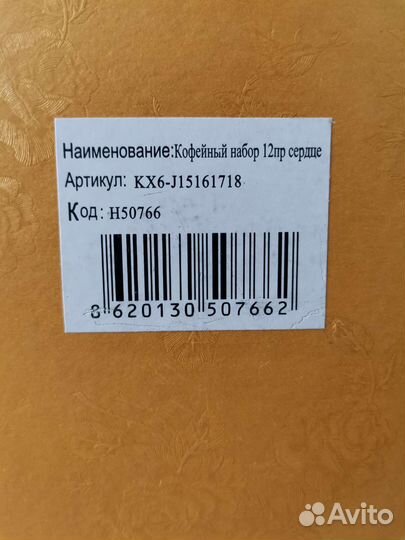 Наименование:Кофейный набор 12пр сердце
Артикул: KX6-J15161718
Код: H50766
8 620130 507662
Avito